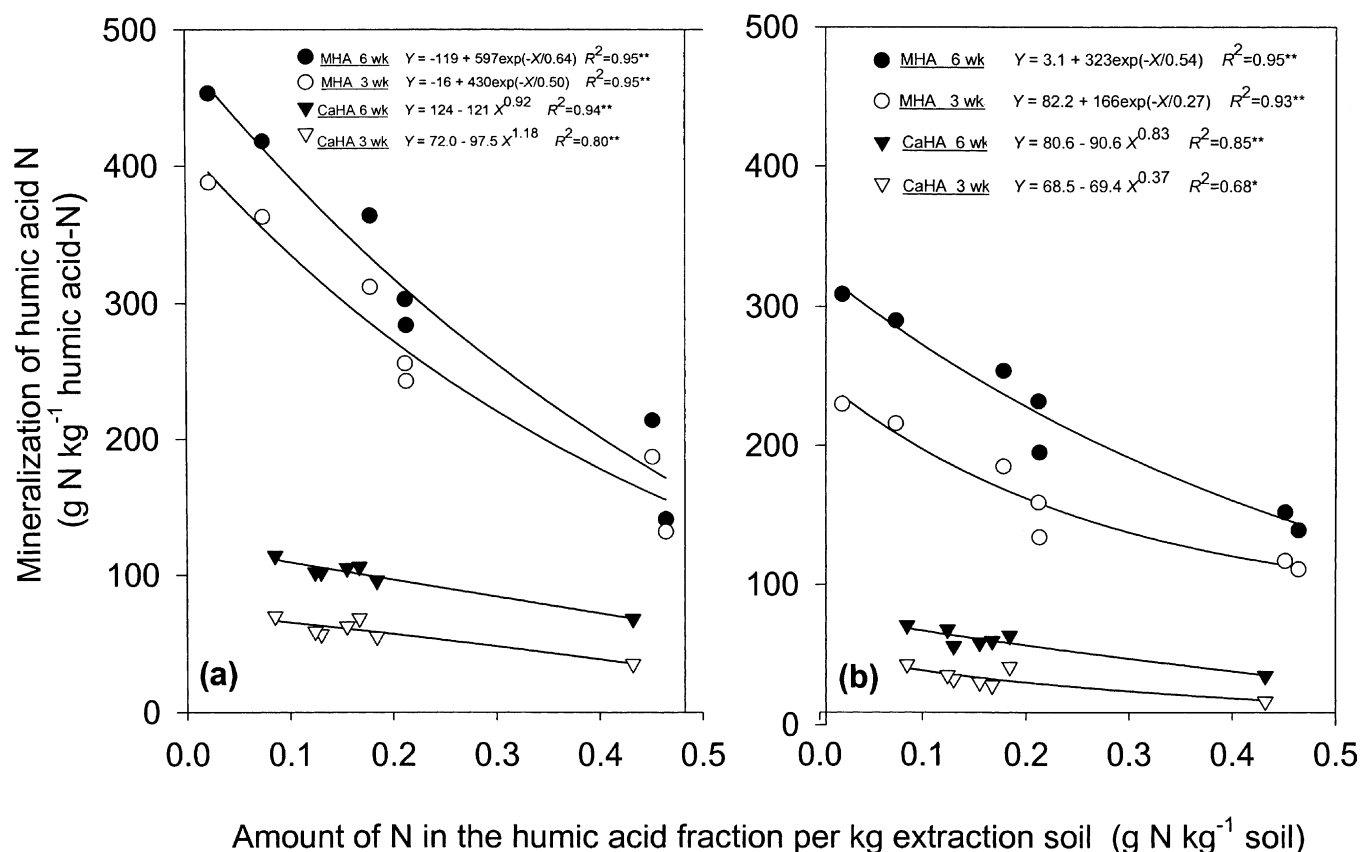 Mineralization of humic acid N
(g N kg⁻¹ humic acid-N)
500
400
300
200
100
0
● MHA 6 wk Y = -119 + 597exp(-X/0.64) R²=0.95**
○ MHA 3 wk Y = -16 + 430exp(-X/0.50) R²=0.95**
▼ CaHA 6 wk Y = 124 - 121 X^0.92 R²=0.94**
▽ CaHA 3 wk Y = 72.0 - 97.5 X^1.18 R²=0.80**
(a)
0.0 0.1 0.2 0.3 0.4 0.5
500
400
300
200
100
0
● MHA 6 wk Y = 3.1 + 323exp(-X/0.54) R²=0.95**
○ MHA 3 wk Y = 82.2 + 166exp(-X/0.27) R²=0.93**
▼ CaHA 6 wk Y = 80.6 - 90.6 X^0.83 R²=0.85**
▽ CaHA 3 wk Y = 68.5 - 69.4 X^0.37 R²=0.68*
(b)
0.0 0.1 0.2 0.3 0.4 0.5
Amount of N in the humic acid fraction per kg extraction soil (g N kg⁻¹ soil)